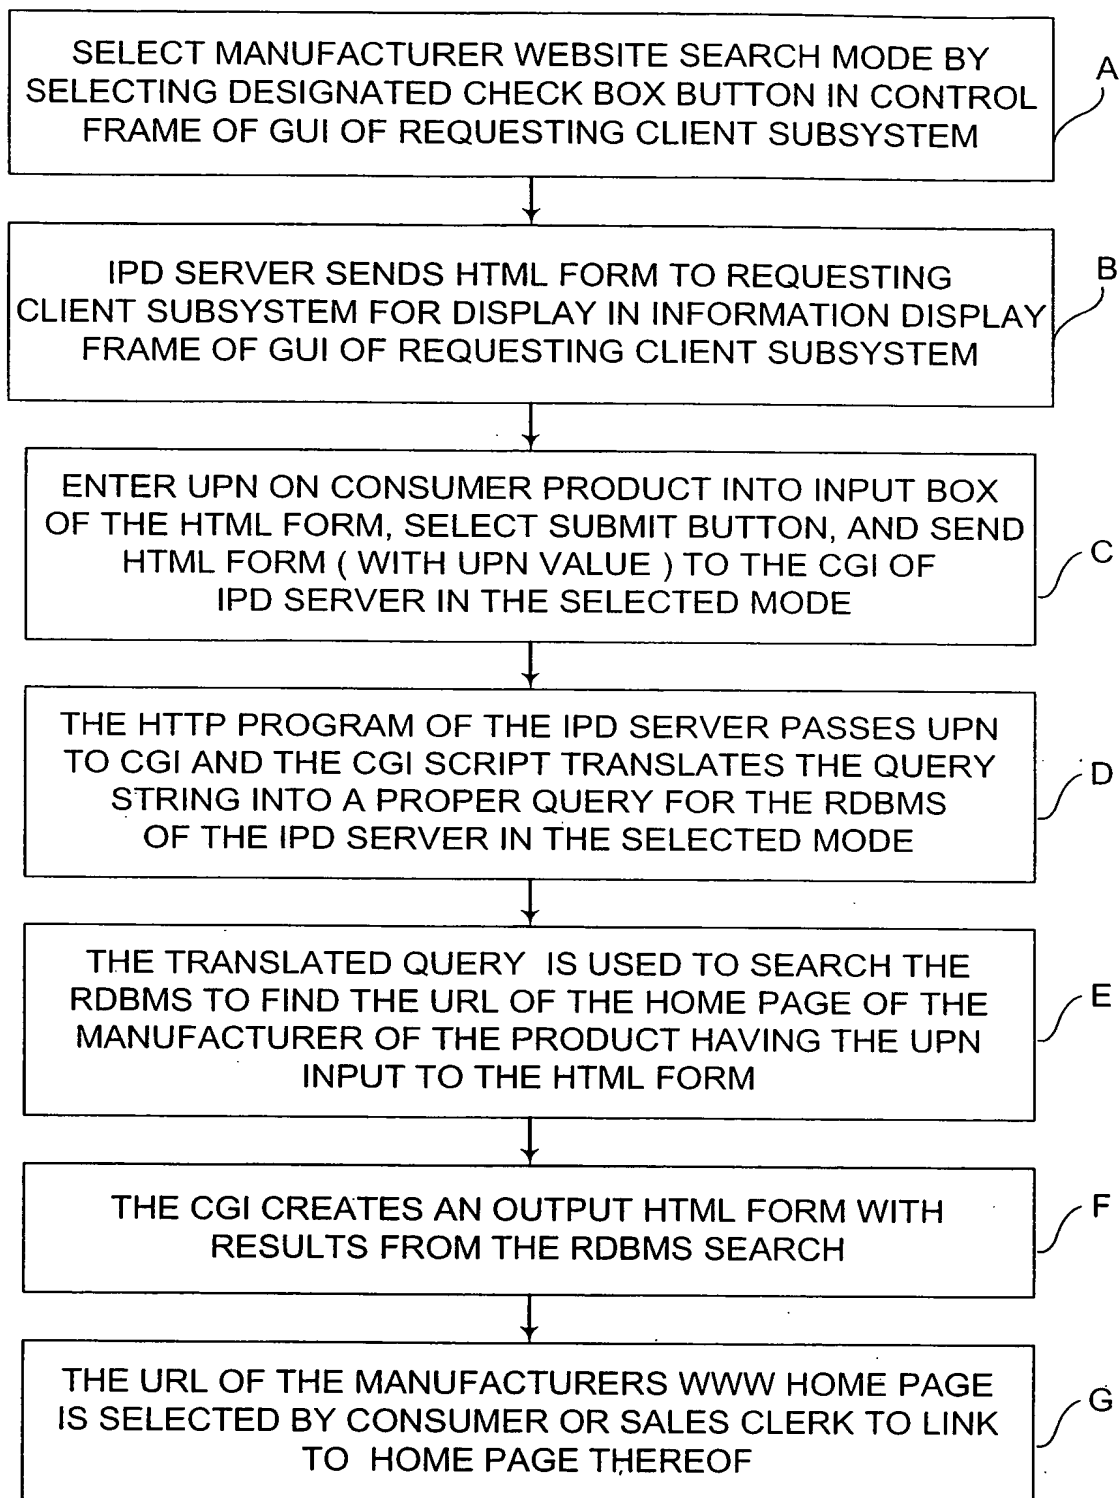 SELECT MANUFACTURER WEBSITE SEARCH MODE BY
SELECTING DESIGNATED CHECK BOX BUTTON IN CONTROL
FRAME OF GUI OF REQUESTING CLIENT SUBSYSTEM
A
IPD SERVER SENDS HTML FORM TO REQUESTING
CLIENT SUBSYSTEM FOR DISPLAY IN INFORMATION DISPLAY
FRAME OF GUI OF REQUESTING CLIENT SUBSYSTEM
B
ENTER UPN ON CONSUMER PRODUCT INTO INPUT BOX
OF THE HTML FORM, SELECT SUBMIT BUTTON, AND SEND
HTML FORM ( WITH UPN VALUE ) TO THE CGI OF
IPD SERVER IN THE SELECTED MODE
C
THE HTTP PROGRAM OF THE IPD SERVER PASSES UPN
TO CGI AND THE CGI SCRIPT TRANSLATES THE QUERY
STRING INTO A PROPER QUERY FOR THE RDBMS
OF THE IPD SERVER IN THE SELECTED MODE
D
THE TRANSLATED QUERY IS USED TO SEARCH THE
RDBMS TO FIND THE URL OF THE HOME PAGE OF THE
MANUFACTURER OF THE PRODUCT HAVING THE UPN
INPUT TO THE HTML FORM
E
THE CGI CREATES AN OUTPUT HTML FORM WITH
RESULTS FROM THE RDBMS SEARCH
F
THE URL OF THE MANUFACTURERS WWW HOME PAGE
IS SELECTED BY CONSUMER OR SALES CLERK TO LINK
TO HOME PAGE THEREOF
G